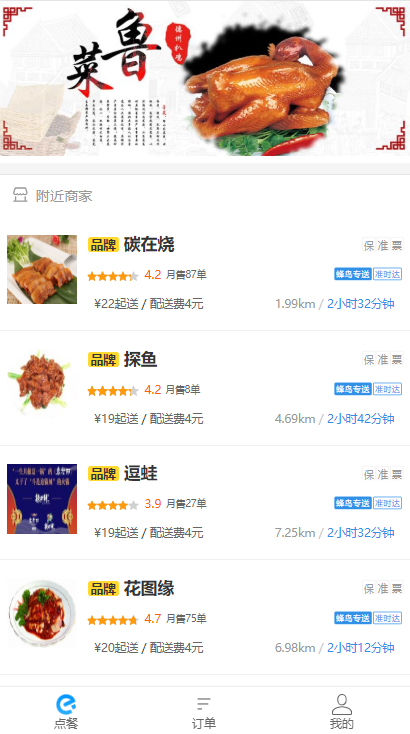 鲁
菜
德州扒鸡
附近商家
品牌 碳在烧
保 准 票
4.2 月售87单
蜂鸟专送 准时达
¥22起送 / 配送费4元
1.99km / 2小时32分钟
品牌 探鱼
保 准 票
4.2 月售8单
蜂鸟专送 准时达
¥19起送 / 配送费4元
4.69km / 2小时42分钟
品牌 逗蛙
保 准 票
3.9 月售27单
蜂鸟专送 准时达
¥19起送 / 配送费4元
7.25km / 2小时32分钟
品牌 花图缘
保 准 票
4.7 月售75单
蜂鸟专送 准时达
¥20起送 / 配送费4元
6.98km / 2小时12分钟
点餐
订单
我的